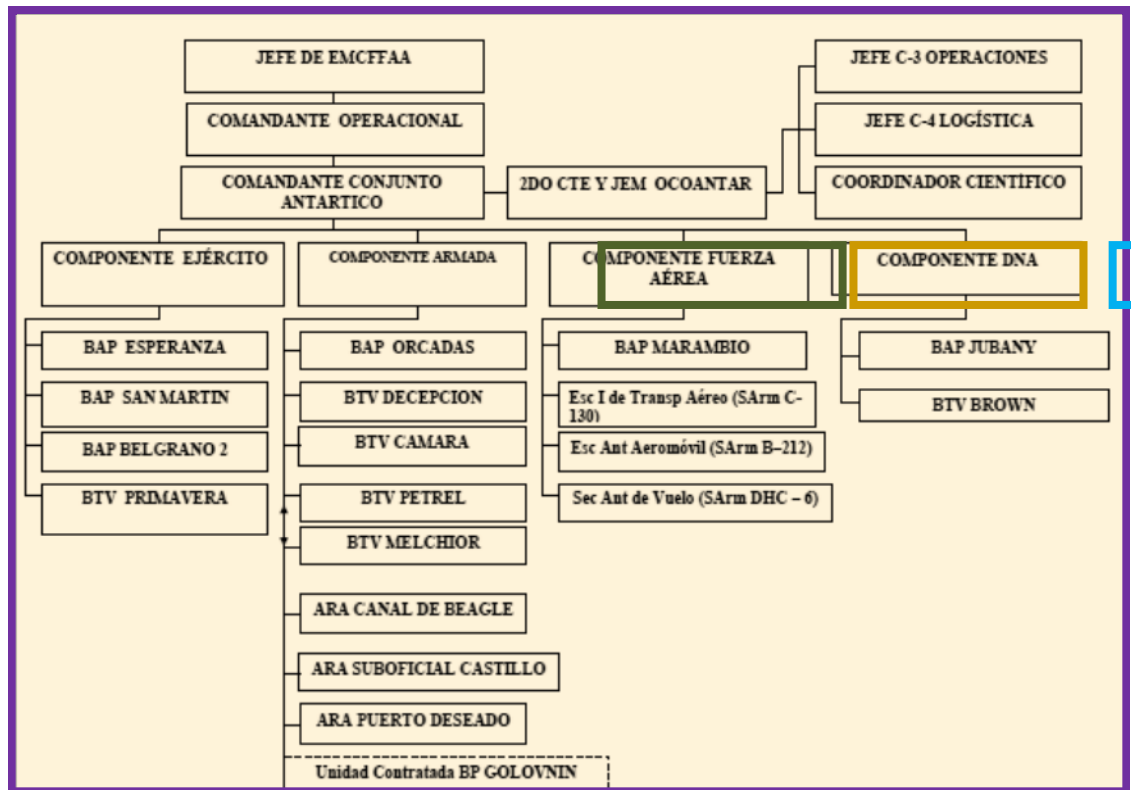 JEFE DE EMCFFAA
COMANDANTE OPERACIONAL
COMANDANTE CONJUNTO
ANTARTICO
2DO CTE Y JEM OCOANTAR
JEFE C-3 OPERACIONES
JEFE C-4 LOGÍSTICA
COORDINADOR CIENTÍFICO
COMPONENTE EJÉRCITO
BAP ESPERANZA
BAP SAN MARTIN
BAP BELGRANO 2
BTV PRIMAVERA
COMPONENTE ARMADA
BAP ORCADAS
BTV DECEPCION
BTV CAMARA
BTV PETREL
BTV MELCHIOR
ARA CANAL DE BEAGLE
ARA SUBOFICIAL CASTILLO
ARA PUERTO DESEADO
Unidad Contratada BP GOLOVNIN
COMPONENTE FUERZA
AÉREA
BAP MARAMBIO
Esc I de Transp Aéreo (SArm C-
130)
Esc Ant Aeromóvil (SArm B–212)
Sec Ant de Vuelo (SArm DHC – 6)
COMPONENTE DNA
BAP JUBANY
BTV BROWN